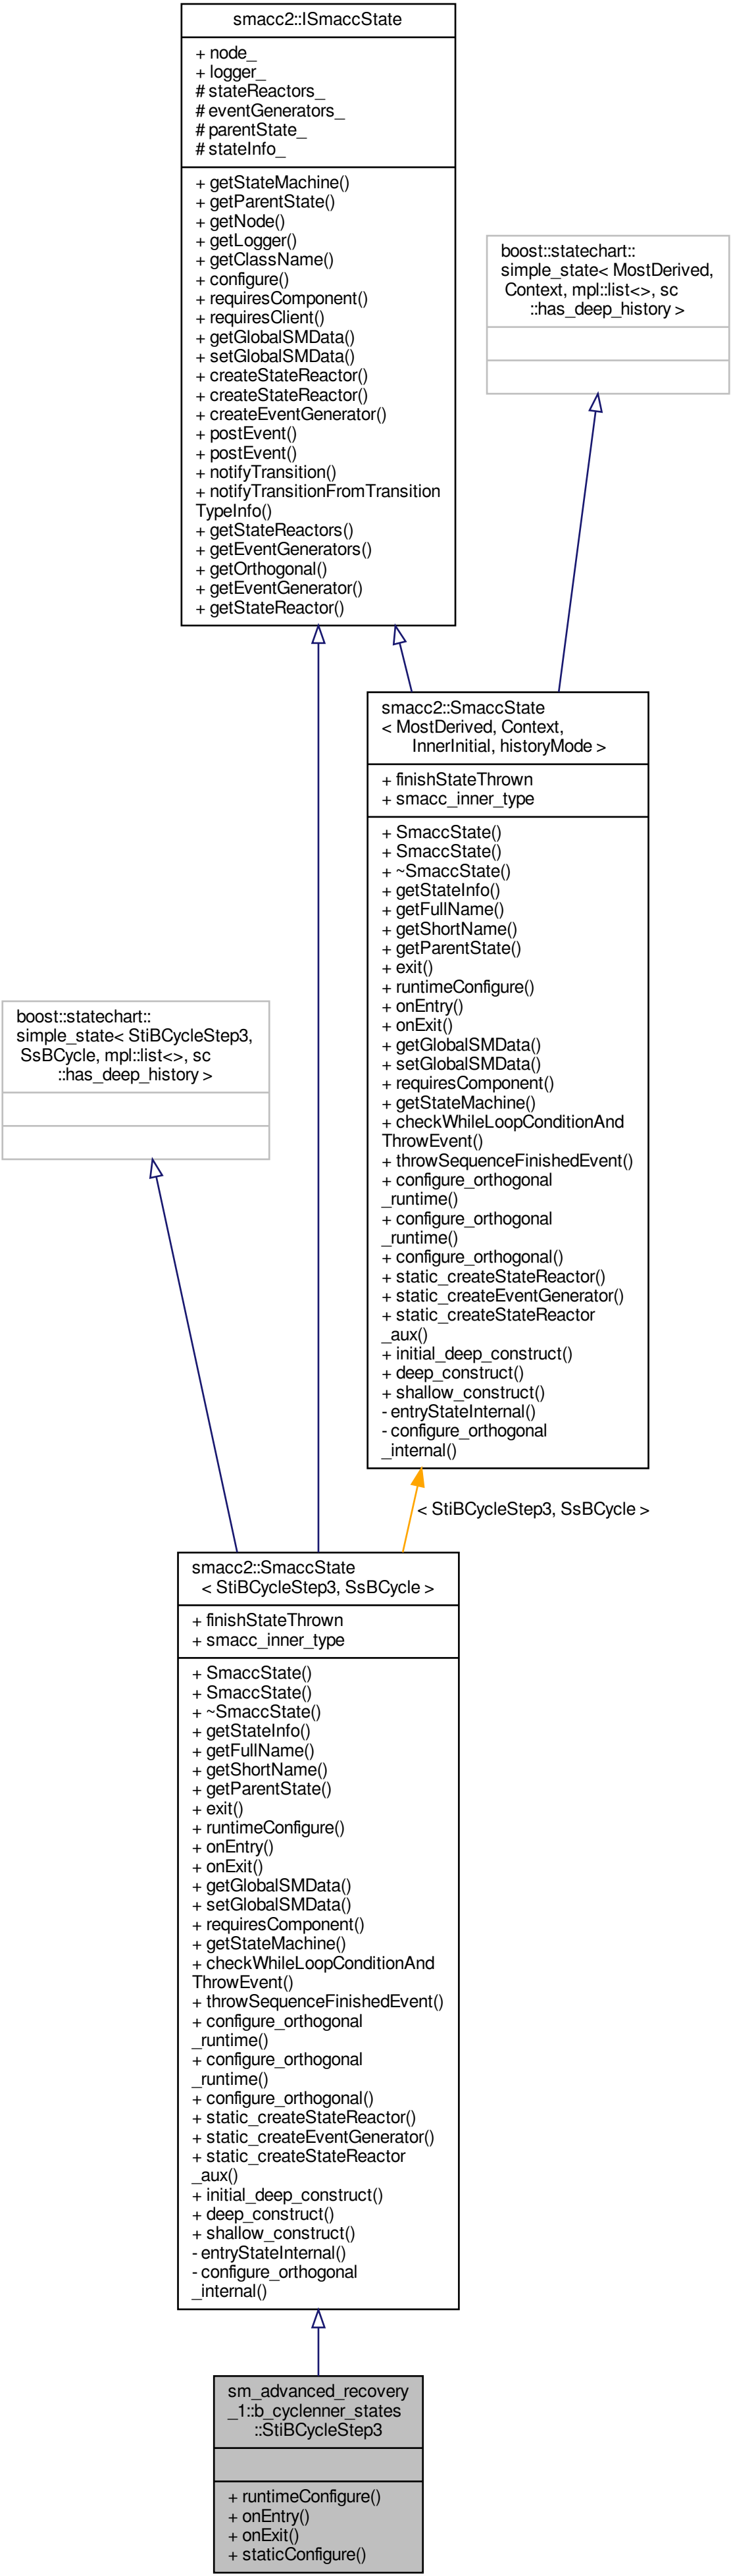 smacc2::ISmaccState
+ node_
+ logger_
# stateReactors_
# eventGenerators_
# parentState_
# stateInfo_
+ getStateMachine()
+ getParentState()
+ getNode()
+ getLogger()
+ getClassName()
+ configure()
+ requiresComponent()
+ requiresClient()
+ getGlobalSMData()
+ setGlobalSMData()
+ createStateReactor()
+ createStateReactor()
+ createEventGenerator()
+ postEvent()
+ postEvent()
+ notifyTransition()
+ notifyTransitionFromTransition
TypeInfo()
+ getStateReactors()
+ getEventGenerators()
+ getOrthogonal()
+ getEventGenerator()
+ getStateReactor()
boost::statechart::
simple_state< MostDerived,
Context, mpl::list<>, sc
::has_deep_history >
smacc2::SmaccState
< MostDerived, Context,
InnerInitial, historyMode >
+ finishStateThrown
+ smacc_inner_type
+ SmaccState()
+ SmaccState()
+ ~SmaccState()
+ getStateInfo()
+ getFullName()
+ getShortName()
+ getParentState()
+ exit()
+ runtimeConfigure()
+ onEntry()
+ onExit()
+ getGlobalSMData()
+ setGlobalSMData()
+ requiresComponent()
+ getStateMachine()
+ checkWhileLoopConditionAnd
ThrowEvent()
+ throwSequenceFinishedEvent()
+ configure_orthogonal
_runtime()
+ configure_orthogonal
_runtime()
+ configure_orthogonal()
+ static_createStateReactor()
+ static_createEventGenerator()
+ static_createStateReactor
_aux()
+ initial_deep_construct()
+ deep_construct()
+ shallow_construct()
- entryStateInternal()
- configure_orthogonal
_internal()
boost::statechart::
simple_state< StiBCycleStep3,
SsBCycle, mpl::list<>, sc
::has_deep_history >
< StiBCycleStep3, SsBCycle >
smacc2::SmaccState
< StiBCycleStep3, SsBCycle >
+ finishStateThrown
+ smacc_inner_type
+ SmaccState()
+ SmaccState()
+ ~SmaccState()
+ getStateInfo()
+ getFullName()
+ getShortName()
+ getParentState()
+ exit()
+ runtimeConfigure()
+ onEntry()
+ onExit()
+ getGlobalSMData()
+ setGlobalSMData()
+ requiresComponent()
+ getStateMachine()
+ checkWhileLoopConditionAnd
ThrowEvent()
+ throwSequenceFinishedEvent()
+ configure_orthogonal
_runtime()
+ configure_orthogonal
_runtime()
+ configure_orthogonal()
+ static_createStateReactor()
+ static_createEventGenerator()
+ static_createStateReactor
_aux()
+ initial_deep_construct()
+ deep_construct()
+ shallow_construct()
- entryStateInternal()
- configure_orthogonal
_internal()
sm_advanced_recovery
_1::b_cyclenner_states
::StiBCycleStep3
+ runtimeConfigure()
+ onEntry()
+ onExit()
+ staticConfigure()